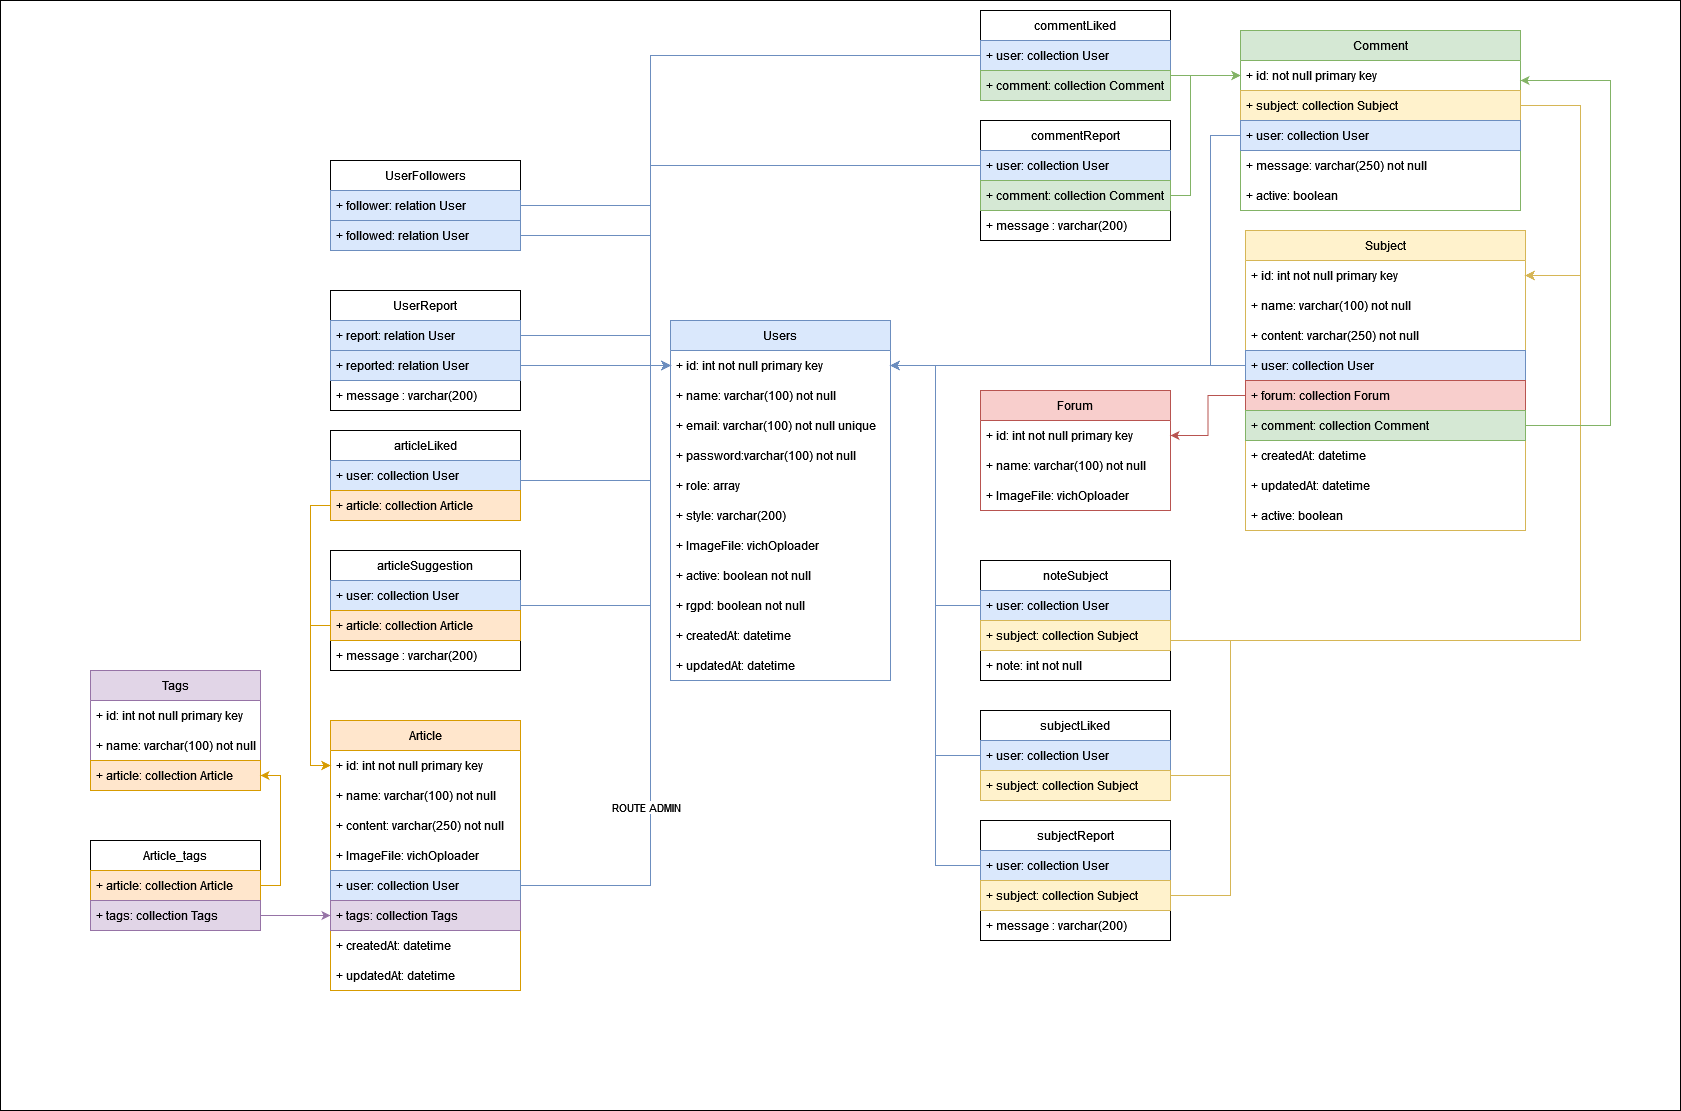 commentLiked
+ user: collection User
+ comment: collection Comment
Comment
+ id: not null primary key
+ subject: collection Subject
+ user: collection User
+ message: varchar(250) not null
+ active: boolean
commentReport
+ user: collection User
+ comment: collection Comment
+ message : varchar(200)
UserFollowers
+ follower: relation User
+ followed: relation User
Subject
+ id: int not null primary key
+ name: varchar(100) not null
+ content: varchar(250) not null
+ user: collection User
+ forum: collection Forum
+ comment: collection Comment
+ createdAt: datetime
+ updatedAt: datetime
+ active: boolean
UserReport
+ report: relation User
+ reported: relation User
+ message : varchar(200)
Users
+ id: int not null primary key
+ name: varchar(100) not null
+ email: varchar(100) not null unique
+ password:varchar(100) not null
+ role: array
+ style: varchar(200)
+ ImageFile: vichOploader
+ active: boolean not null
+ rgpd: boolean not null
+ createdAt: datetime
+ updatedAt: datetime
Forum
+ id: int not null primary key
+ name: varchar(100) not null
+ ImageFile: vichOploader
articleLiked
+ user: collection User
+ article: collection Article
articleSuggestion
+ user: collection User
+ article: collection Article
+ message : varchar(200)
noteSubject
+ user: collection User
+ subject: collection Subject
+ note: int not null
Tags
+ id: int not null primary key
+ name: varchar(100) not null
+ article: collection Article
Article
+ id: int not null primary key
+ name: varchar(100) not null
+ content: varchar(250) not null
+ ImageFile: vichOploader
+ user: collection User
+ tags: collection Tags
+ createdAt: datetime
+ updatedAt: datetime
ROUTE ADMIN
subjectLiked
+ user: collection User
+ subject: collection Subject
Article_tags
+ article: collection Article
+ tags: collection Tags
subjectReport
+ user: collection User
+ subject: collection Subject
+ message : varchar(200)